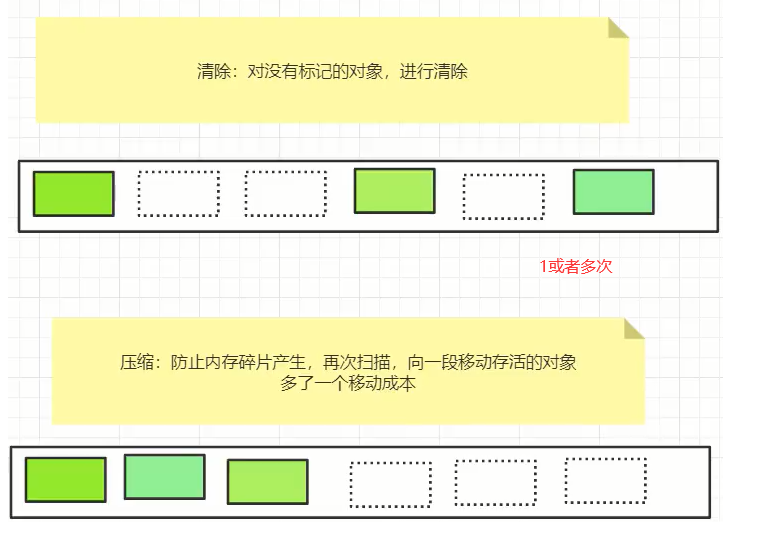 清除：对没有标记的对象，进行清除
1或者多次
压缩：防止内存碎片产生，再次扫描，向一段移动存活的对象
多了一个移动成本